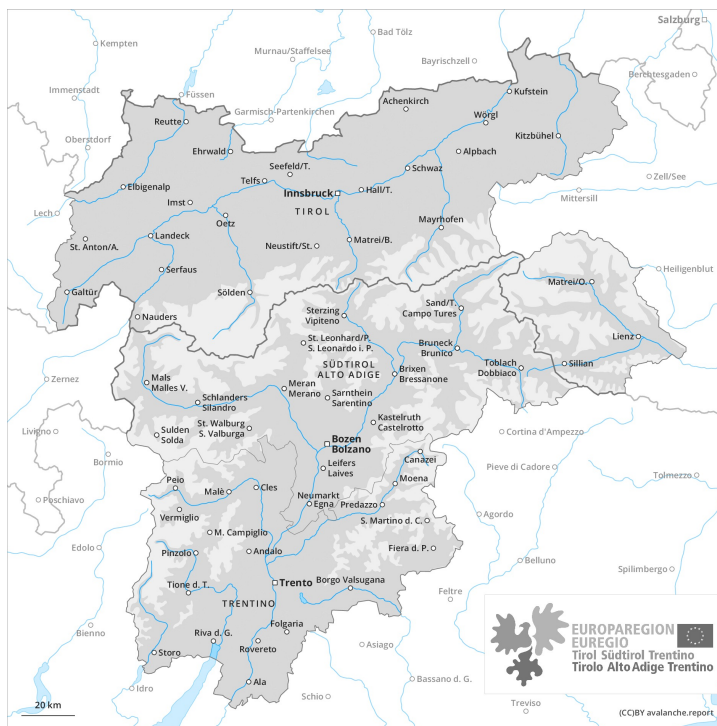 Salzburg
Kempten
Bad Tölz
Murnau/Staffelsee
Bayrischzell
Berchtesgaden
Immenstadt
Füssen
Garmisch-Partenkirchen
Achenkirch
Kufstein
Reutte
Wörgl
Oberstdorf
Ehrwald
Kitzbühel
Alpbach
Seefeld/T.
Schwaz
Telfs
Zell/See
Elbigenalp
Innsbruck
Hall/T.
Mittersill
Imst
TIROL
Lech
Oetz
Mayrhofen
Landeck
St. Anton/A.
Neustift/St.
Matrei/B.
Serfaus
Heiligenblut
Galtür
Sölden
Matrei/O.
Nauders
Sterzing
Vipiteno
Sand/T.
Campo Tures
St. Leonhard/P.
S. Leonardo i. P.
Bruneck
Brunico
Lienz
SÜDTIROL
ALTO ADIGE
Toblach
Dobbiaco
Sillian
Zernez
Mals
Malles V.
Meran
Merano
Brixen
Bressanone
Schlanders
Silandro
Sarnthein
Sarentino
Kastelruth
Castelrotto
St. Walburg
S. Valburga
Livigno
Sulden
Solda
Bozen
Bolzano
Cortina d'Ampezzo
Canazei
Bormio
Leifers
Laives
Pieve di Cadore
Tolmezzo
Peio
Malè
Cles
Moena
Neumarkt
Egna
Predazzo
Poschiavo
Vermiglio
Agordo
S. Martino d. C.
M. Campiglio
Edolo
Pinzolo
Andalo
Fiera d. P.
Belluno
Spilimbergo
Tione d. T.
Trento
Borgo Valsugana
Feltre
TRENTINO
Folgaria
Bienno
Riva d. G.
Rovereto
Asiago
Storo
Ala
Idro
Schio
Bassano d. G.
Treviso
EUROPAREGION
EUREGIO
Tirol Südtirol Trentino
Tirolo Alto Adige Trentino
20 km
(CC)BY avalanche.report